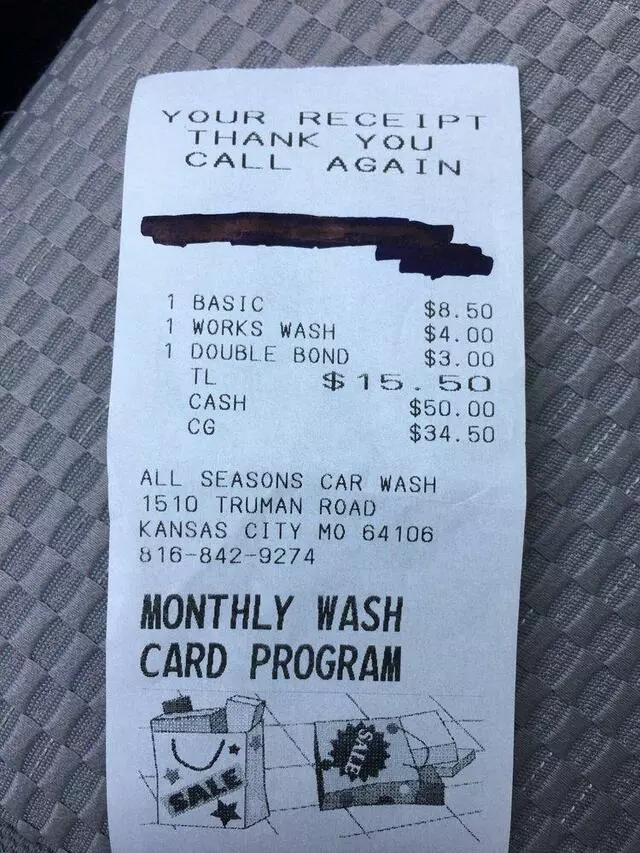 YOUR RECEIPT
THANK YOU
CALL AGAIN
1 BASIC $8.50
1 WORKS WASH $4.00
1 DOUBLE BOND $3.00
TL $15.50
CASH $50.00
CG $34.50
ALL SEASONS CAR WASH
1510 TRUMAN ROAD
KANSAS CITY MO 64106
816-842-9274
MONTHLY WASH
CARD PROGRAM
SALE
SALE